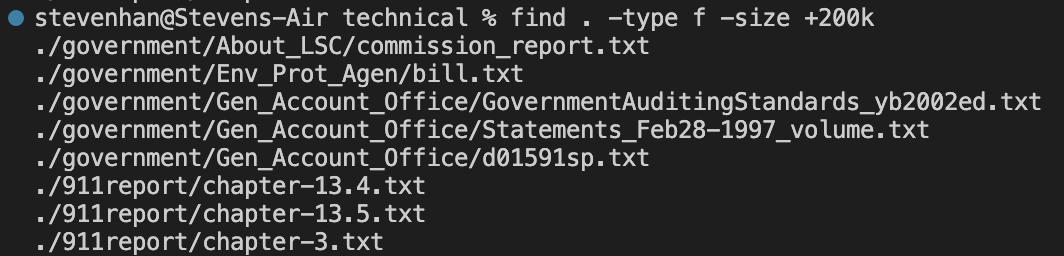 stevenhan@Stevens-Air technical % find . -type f -size +200k
./government/About_LSC/commission_report.txt
./government/Env_Prot_Agen/bill.txt
./government/Gen_Account_Office/GovernmentAuditingStandards_yb2002ed.txt
./government/Gen_Account_Office/Statements_Feb28-1997_volume.txt
./government/Gen_Account_Office/d01591sp.txt
./911report/chapter-13.4.txt
./911report/chapter-13.5.txt
./911report/chapter-3.txt